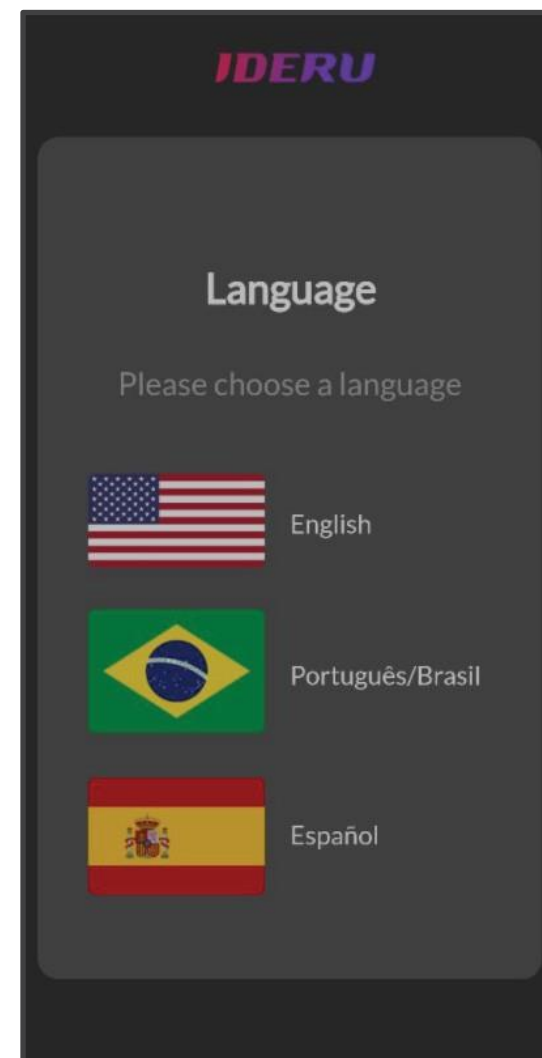 IDERU
Language
Please choose a language
English
Português/Brasil
Español